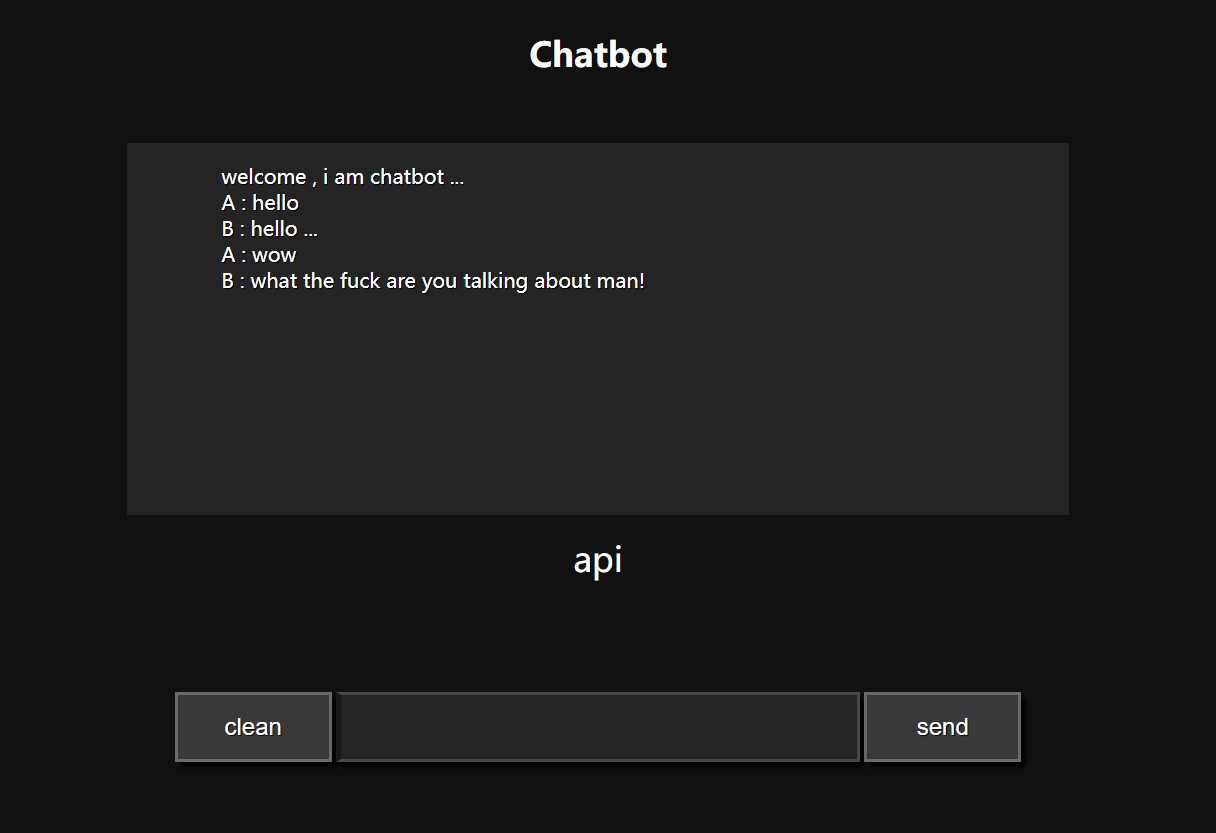 Chatbot
welcome , i am chatbot ...
A : hello
B : hello ...
A : wow
B : what the fuck are you talking about man!
api
clean
send